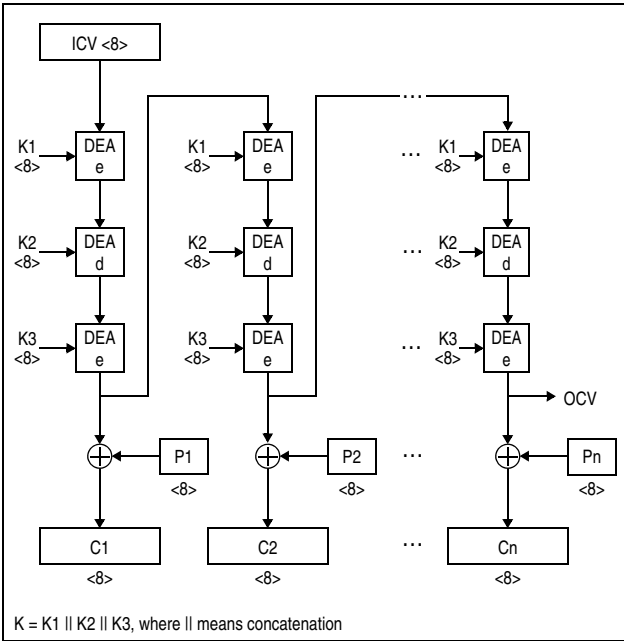 ICV <8>
...
K1 DEA K1 DEA ... K1 DEA
<8> e <8> e <8> e
K2 DEA K2 DEA ... K2 DEA
<8> d <8> d <8> d
K3 DEA K3 DEA ... K3 DEA
<8> e <8> e <8> e
OCV
P1 P2 ... Pn
<8> <8> <8>
C1 C2 ... Cn
<8> <8> <8>
K = K1 || K2 || K3, where || means concatenation